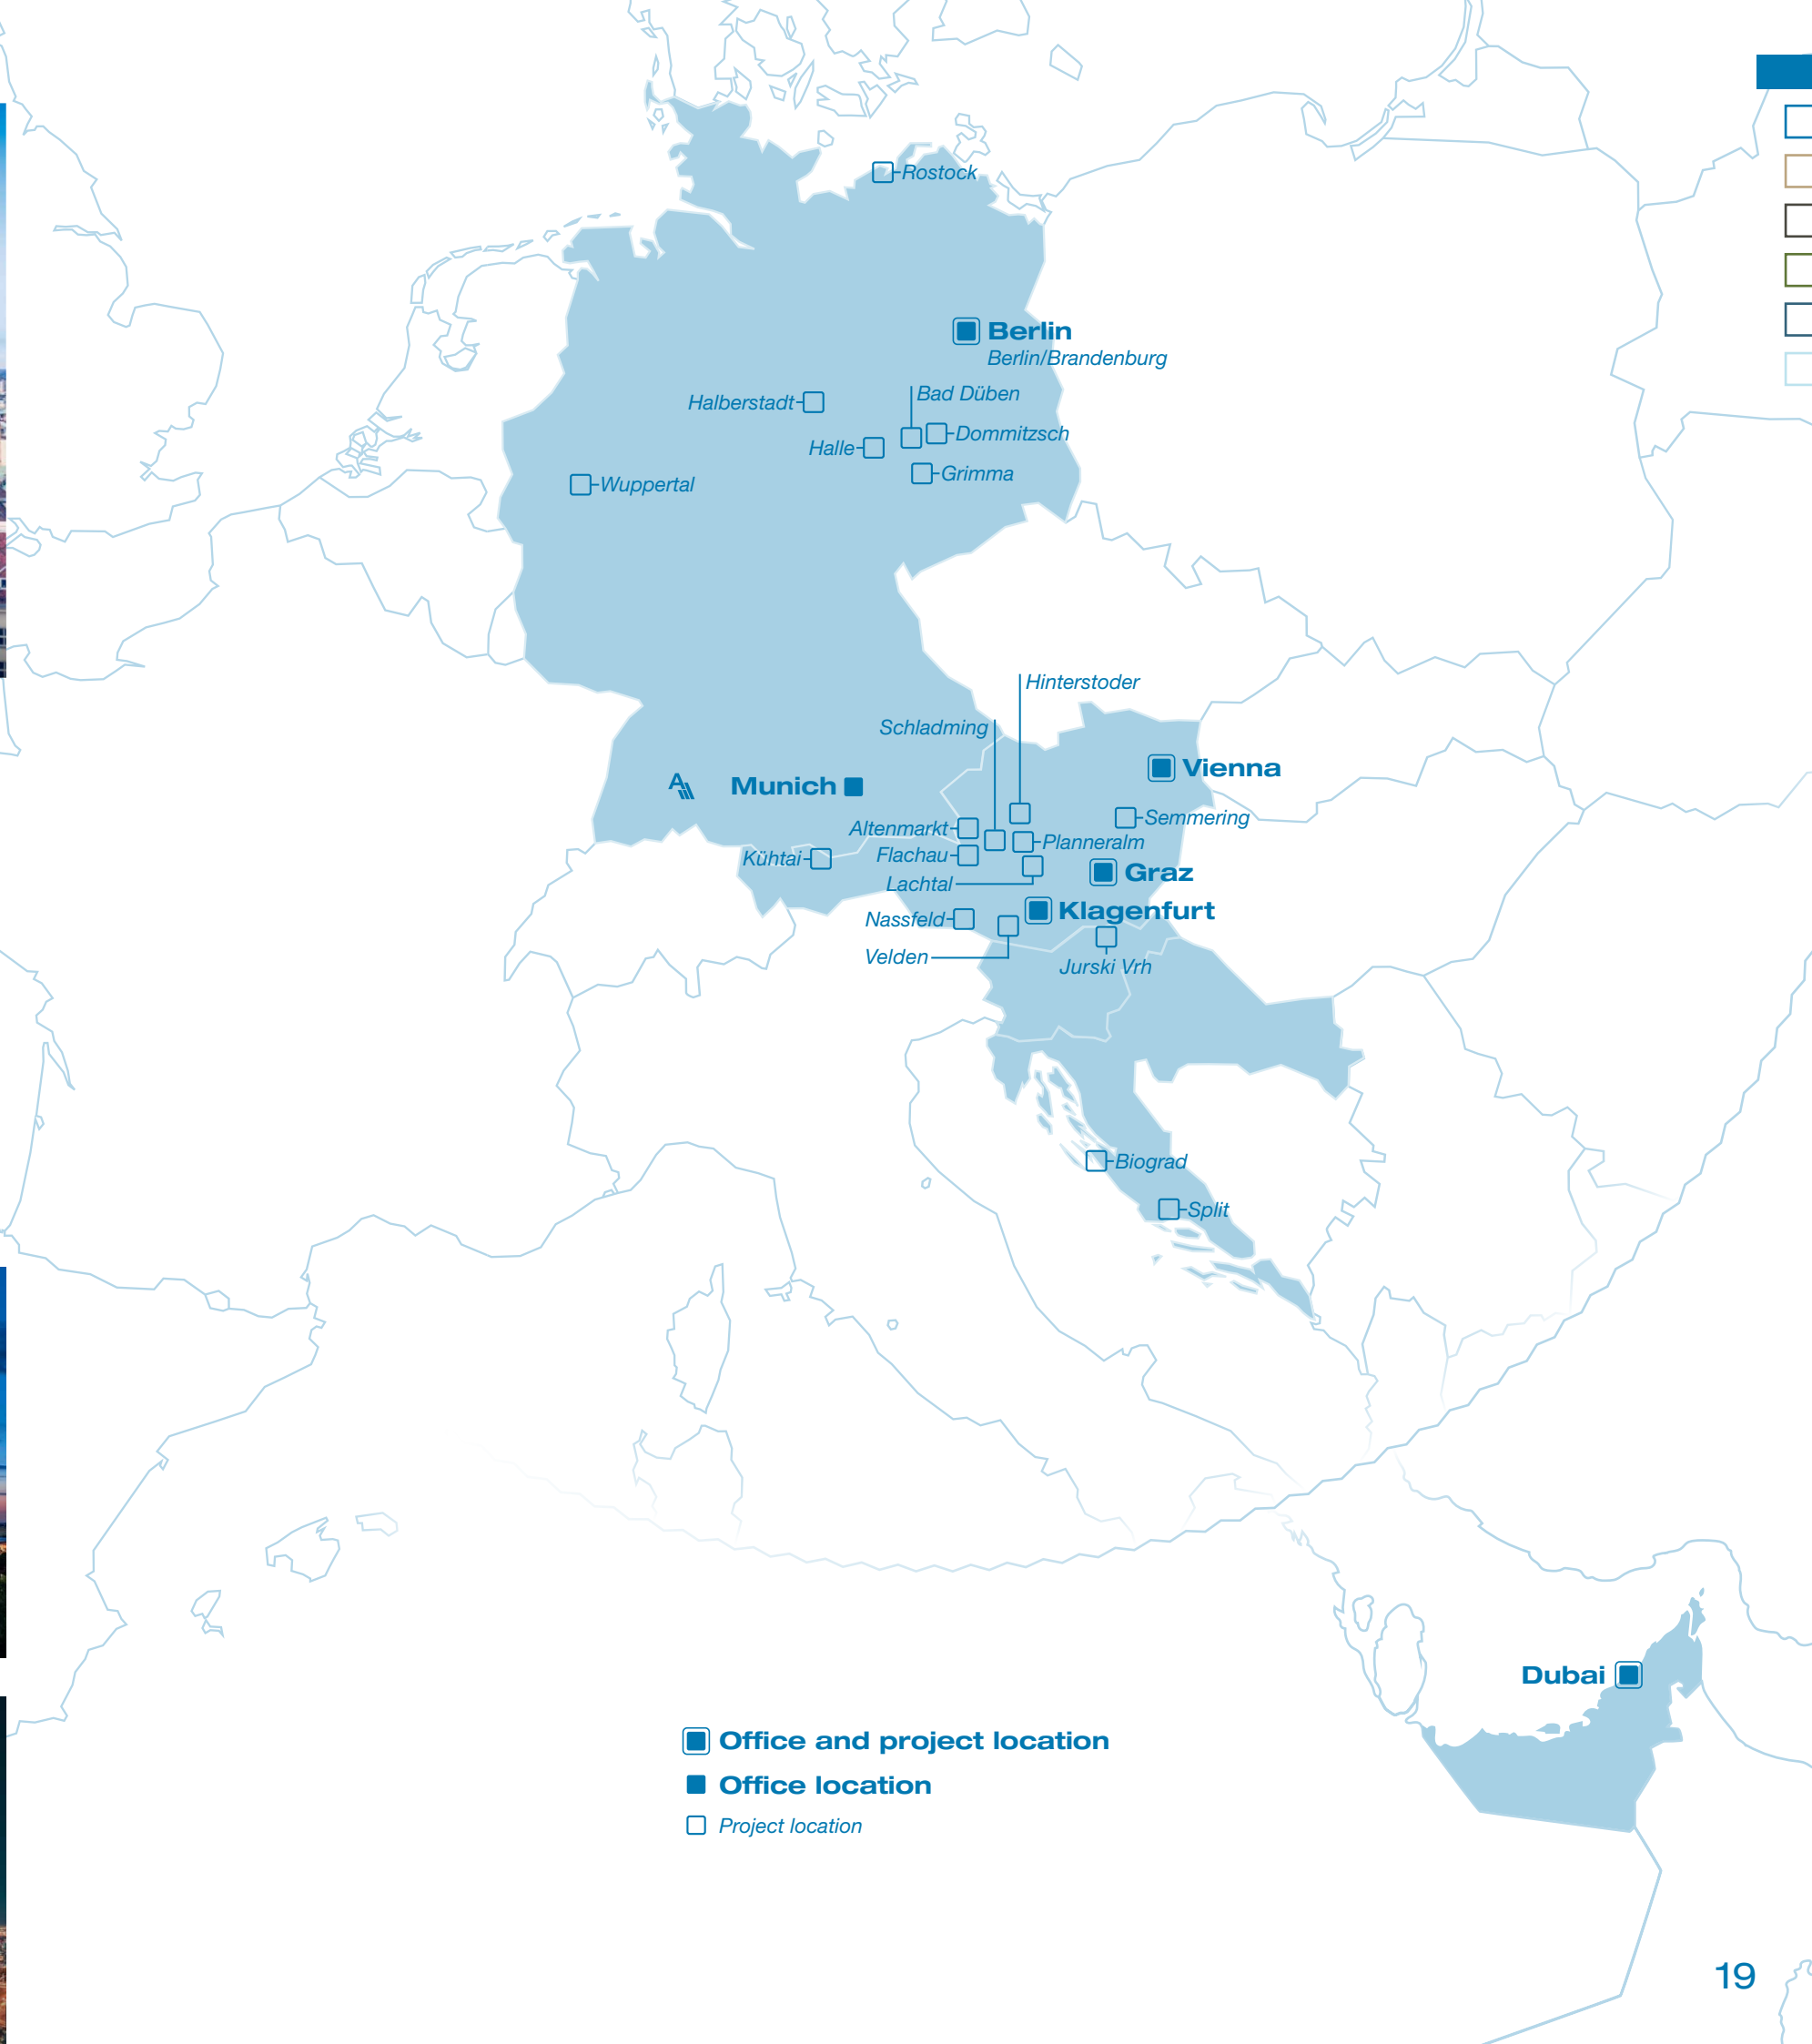 Rostock
Berlin
Berlin/Brandenburg
Bad Düben
Halberstadt
Dommitzsch
Halle
Grimma
Wuppertal
Hinterstoder
Schladming
Vienna
Munich
Semmering
Altenmarkt
Planneralm
Flachau
Kühtai
Graz
Lachtal
Klagenfurt
Nassfeld
Velden
Jurski Vrh
Biograd
Split
Dubai
Office and project location
Office location
Project location
19